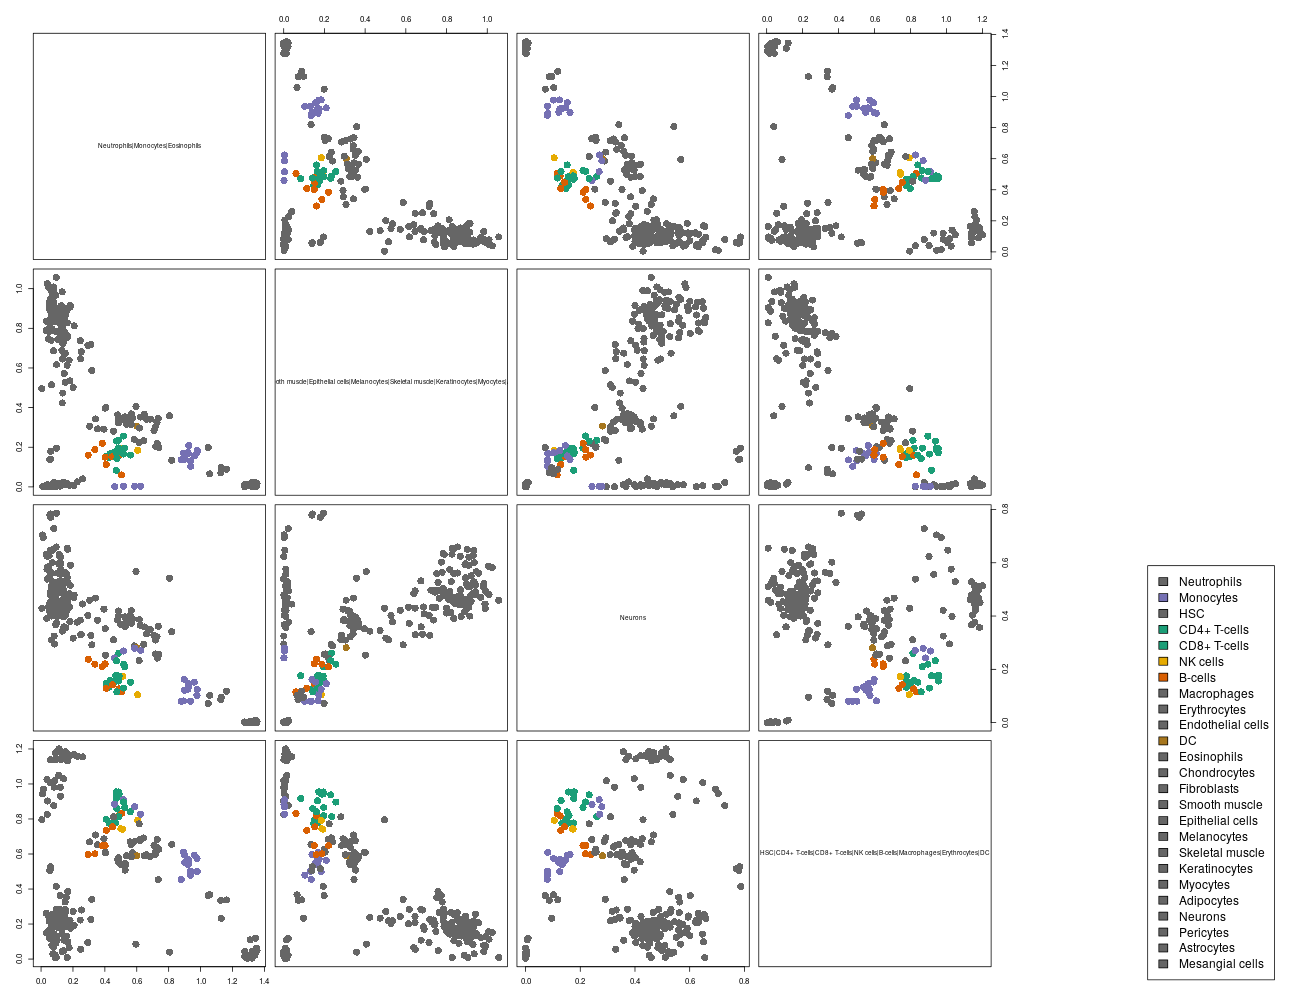 0.0 0.2 0.4 0.6 0.8 1.0
0.0 0.2 0.4 0.6 0.8 1.0 1.2
Neutrophils|Monocytes|Eosinophils
0.0 0.2 0.4 0.6 0.8 1.0 1.2 1.4
0.0 0.2 0.4 0.6 0.8 1.0
oth muscle|Epithelial cells|Melanocytes|Skeletal muscle|Keratinocytes|Myocytes|
Neurons
0.0 0.2 0.4 0.6 0.8
0.0 0.2 0.4 0.6 0.8 1.0 1.2
HSC|CD4+ T-cells|CD8+ T-cells|NK cells|B-cells|Macrophages|Erythrocytes|DC
0.0 0.2 0.4 0.6 0.8 1.0 1.2 1.4
0.0 0.2 0.4 0.6 0.8
Neutrophils
Monocytes
HSC
CD4+ T-cells
CD8+ T-cells
NK cells
B-cells
Macrophages
Erythrocytes
Endothelial cells
DC
Eosinophils
Chondrocytes
Fibroblasts
Smooth muscle
Epithelial cells
Melanocytes
Skeletal muscle
Keratinocytes
Myocytes
Adipocytes
Neurons
Pericytes
Astrocytes
Mesangial cells